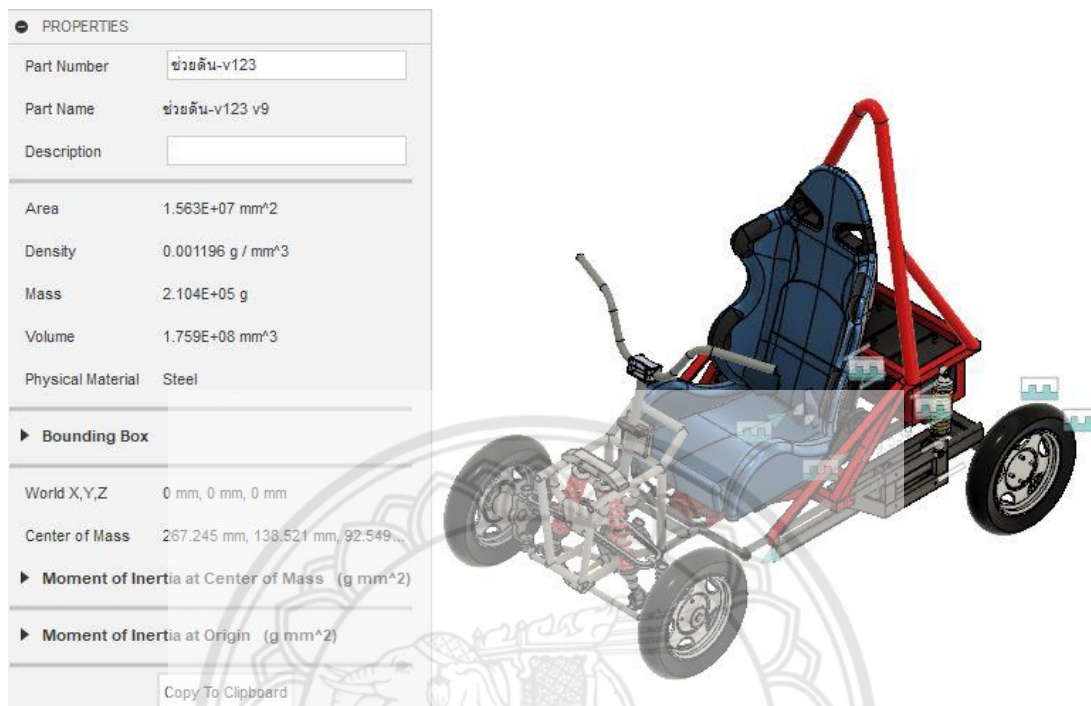 PROPERTIES
Part Number ช่วยดัน-v123
Part Name ช่วยดัน-v123 v9
Description
Area 1.563E+07 mm^2
Density 0.001196 g / mm^3
Mass 2.104E+05 g
Volume 1.759E+08 mm^3
Physical Material Steel
Bounding Box
World X,Y,Z 0 mm, 0 mm, 0 mm
Center of Mass 267.245 mm, 138.521 mm, 92.549...
Moment of Inertia at Center of Mass (g mm^2)
Moment of Inertia at Origin (g mm^2)
Copy To Clipboard